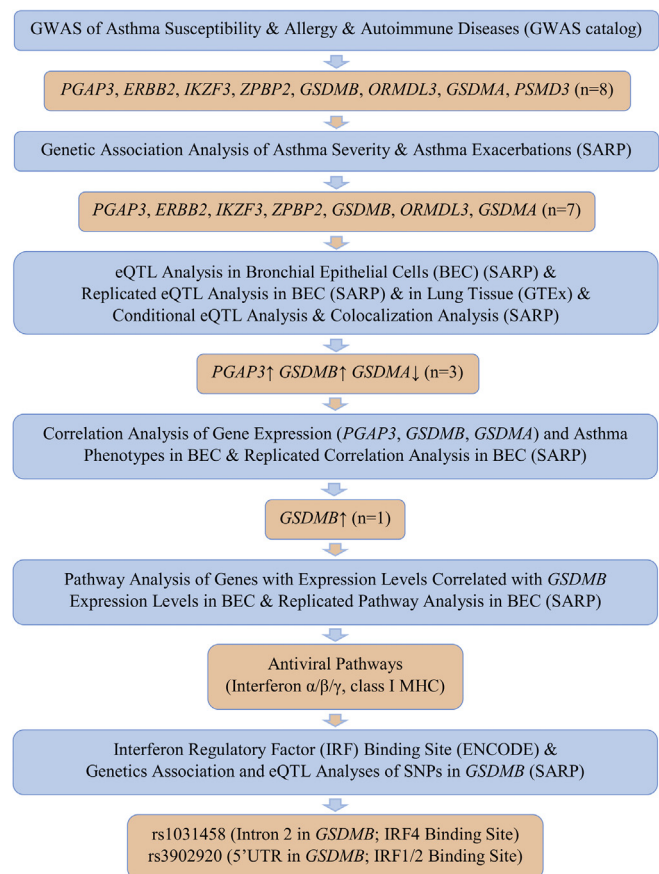 GWAS of Asthma Susceptibility & Allergy & Autoimmune Diseases (GWAS catalog)
PGAP3, ERBB2, IKZF3, ZPBP2, GSDMB, ORMDL3, GSDMA, PSMD3 (n=8)
Genetic Association Analysis of Asthma Severity & Asthma Exacerbations (SARP)
PGAP3, ERBB2, IKZF3, ZPBP2, GSDMB, ORMDL3, GSDMA (n=7)
eQTL Analysis in Bronchial Epithelial Cells (BEC) (SARP) &
Replicated eQTL Analysis in BEC (SARP) & in Lung Tissue (GTEx) &
Conditional eQTL Analysis & Colocalization Analysis (SARP)
PGAP3↑ GSDMB↑ GSDMA↓ (n=3)
Correlation Analysis of Gene Expression (PGAP3, GSDMB, GSDMA) and Asthma
Phenotypes in BEC & Replicated Correlation Analysis in BEC (SARP)
GSDMB↑ (n=1)
Pathway Analysis of Genes with Expression Levels Correlated with GSDMB
Expression Levels in BEC & Replicated Pathway Analysis in BEC (SARP)
Antiviral Pathways
(Interferon α/β/γ, class I MHC)
Interferon Regulatory Factor (IRF) Binding Site (ENCODE) &
Genetics Association and eQTL Analyses of SNPs in GSDMB (SARP)
rs1031458 (Intron 2 in GSDMB; IRF4 Binding Site)
rs3902920 (5’UTR in GSDMB; IRF1/2 Binding Site)